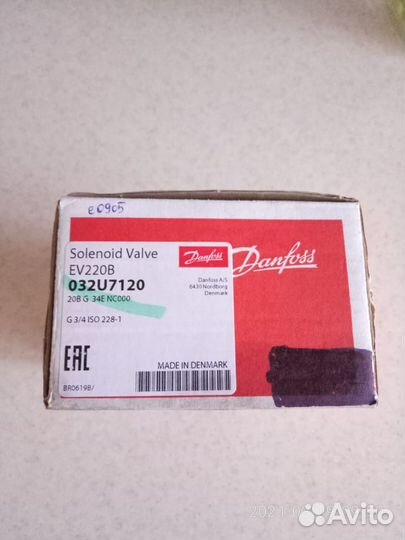 e0905
Solenoid Valve
EV220B
032U7120
20B G 34E NC000
G 3/4 ISO 228-1
Danfoss
Danfoss A/S
6430 Nordborg
Denmark
Danfoss
EAC
MADE IN DENMARK
BR0619B/
Avito